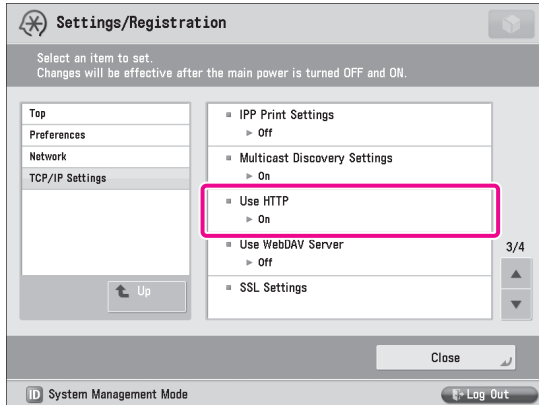 Settings/Registration
Select an item to set.
Changes will be effective after the main power is turned OFF and ON.
Top
Preferences
Network
TCP/IP Settings
Up
IPP Print Settings
Off
Multicast Discovery Settings
On
Use HTTP
On
Use WebDAV Server
Off
SSL Settings
3/4
Close
ID System Management Mode
Log Out